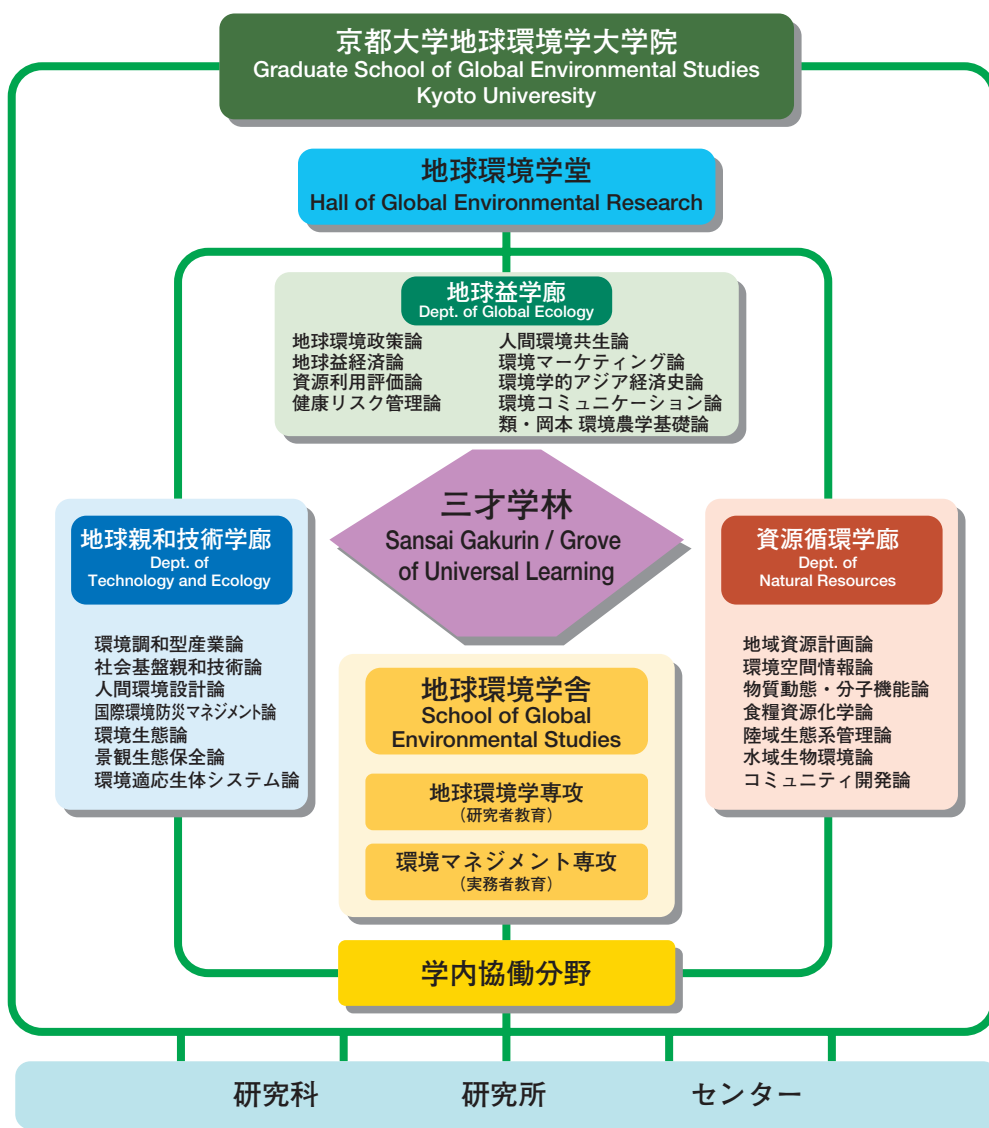 京都大学地球環境学大学院
Graduate School of Global Environmental Studies
Kyoto Univeresity
地球環境学堂
Hall of Global Environmental Research
地球益学廊
Dept. of Global Ecology
地球環境政策論
地球益経済論
資源利用評価論
健康リスク管理論
人間環境共生論
環境マーケティング論
環境学的アジア経済史論
環境コミュニケーション論
類・岡本 環境農学基礎論
三才学林
Sansai Gakurin / Grove
of Universal Learning
地球親和技術学廊
Dept. of
Technology and Ecology
環境調和型産業論
社会基盤親和技術論
人間環境設計論
国際環境防災マネジメント論
環境生態論
景観生態保全論
環境適応生体システム論
資源循環学廊
Dept. of
Natural Resources
地域資源計画論
環境空間情報論
物質動態・分子機能論
食糧資源化学論
陸域生態系管理論
水域生物環境論
コミュニティ開発論
地球環境学舎
School of Global
Environmental Studies
地球環境学専攻
（研究者教育）
環境マネジメント専攻
（実務者教育）
学内協働分野
研究科 研究所 センター